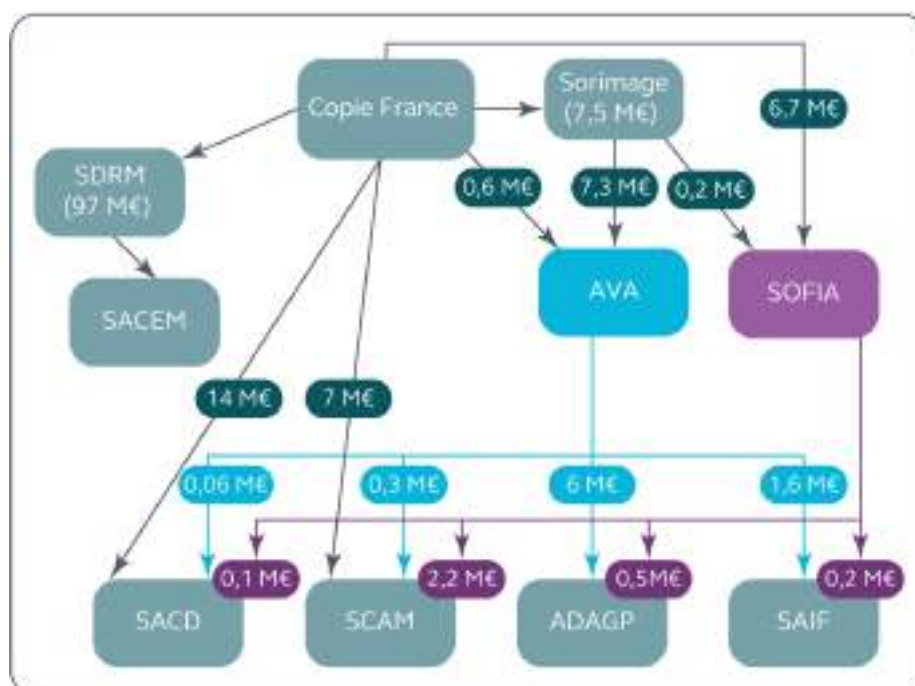 Copie France
Sorimage
(7,5 M€)
6,7 M€
SDRM
(97 M€)
0,6 M€
7,3 M€
0,2 M€
AVA
SOFIA
SACEM
14 M€
7 M€
0,06 M€
0,3 M€
6 M€
1,6 M€
0,1 M€
2,2 M€
0,5M€
0,2 M€
SACD
SCAM
ADAGP
SAIF